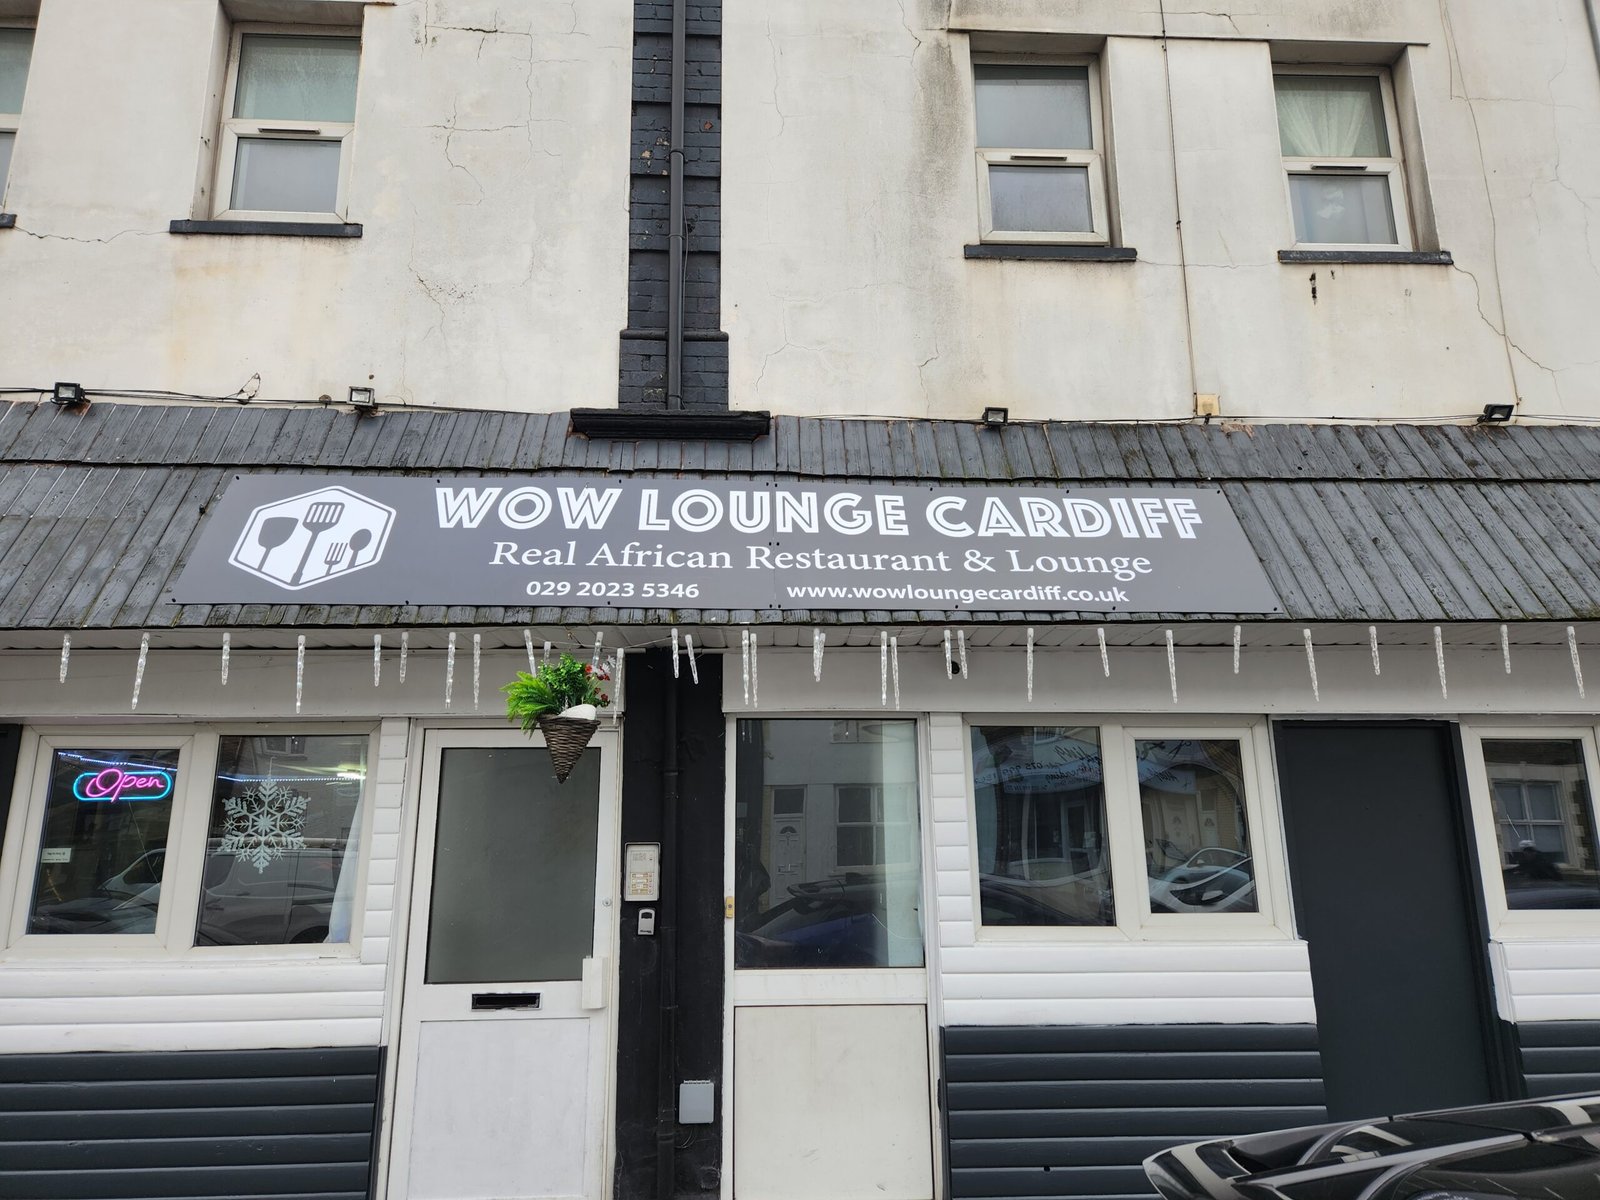 WOW LOUNGE CARDIFF
Real African Restaurant & Lounge
029 2023 5346 www.wowloungecardiff.co.uk
Open